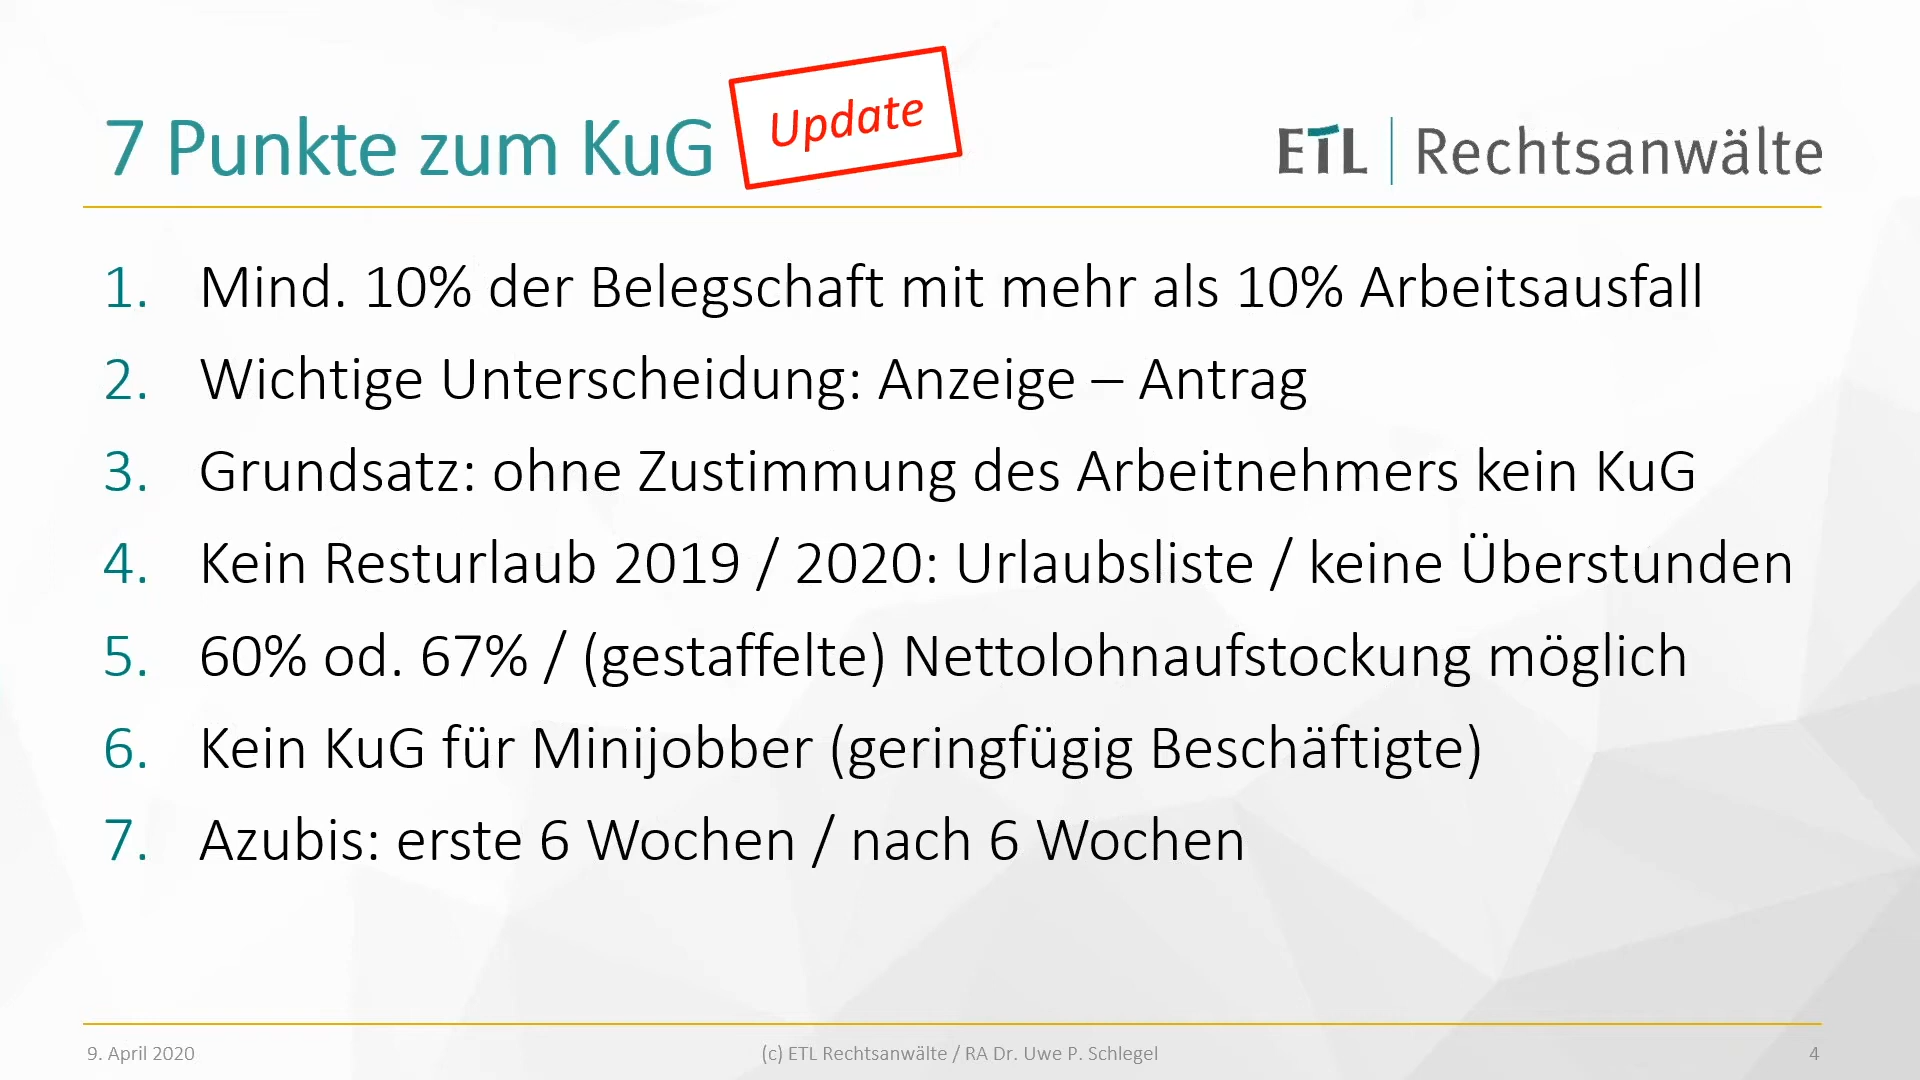 7 Punkte zum KuG
Update
ETL | Rechtsanwälte
1. Mind. 10% der Belegschaft mit mehr als 10% Arbeitsausfall
2. Wichtige Unterscheidung: Anzeige – Antrag
3. Grundsatz: ohne Zustimmung des Arbeitnehmers kein KuG
4. Kein Resturlaub 2019 / 2020: Urlaubsliste / keine Überstunden
5. 60% od. 67% / (gestaffelte) Nettolohnaufstockung möglich
6. Kein KuG für Minijobber (geringfügig Beschäftigte)
7. Azubis: erste 6 Wochen / nach 6 Wochen
9. April 2020
(c) ETL Rechtsanwälte / RA Dr. Uwe P. Schlegel
4